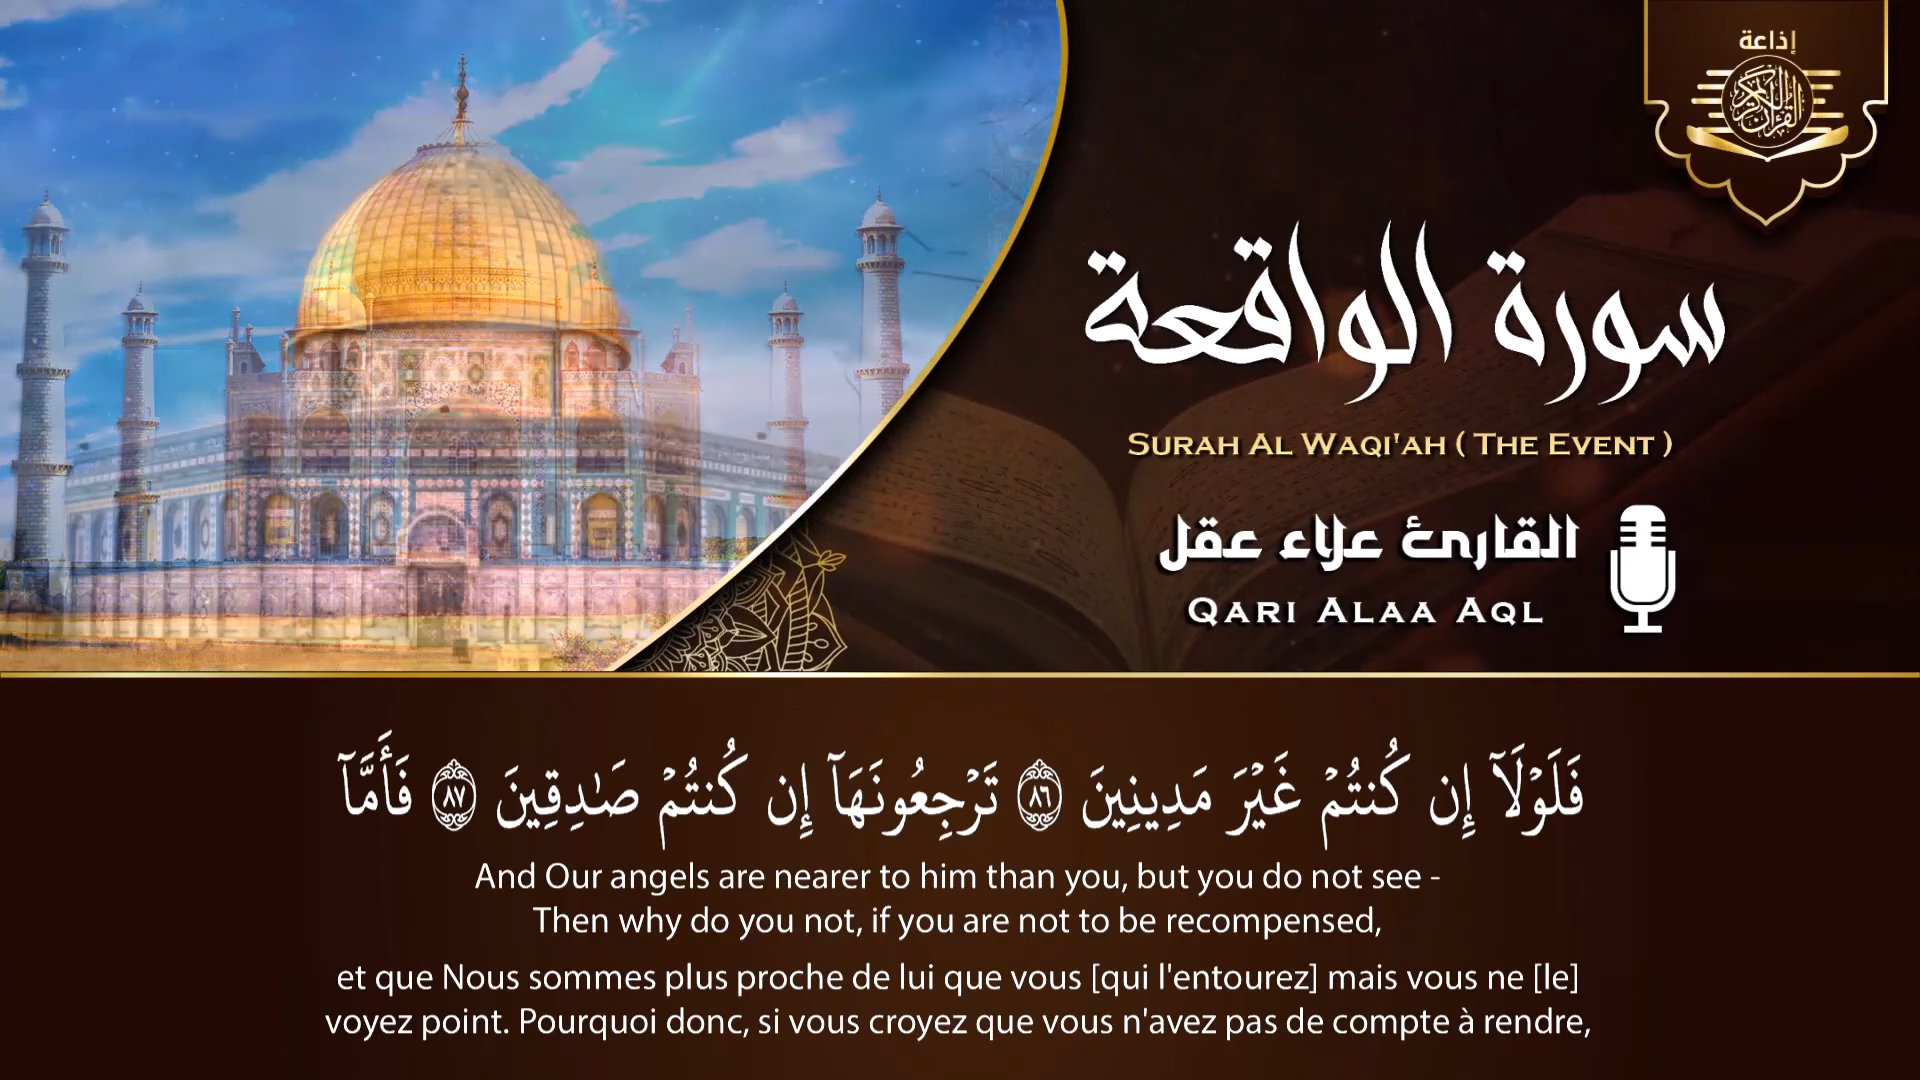 إذاعة
القرآن الكريم
سورة الواقعة
SURAH AL WAQI'AH ( THE EVENT )
القارئ علاء عقل
QARI ALAA AQL
فَلَوْلَآ إِن كُنتُمْ غَيْرَ مَدِينِينَ ٨٦ تَرْجِعُونَهَآ إِن كُنتُمْ صَـٰدِقِينَ ٨٧ فَأَمَّآ
And Our angels are nearer to him than you, but you do not see -
Then why do you not, if you are not to be recompensed,
et que Nous sommes plus proche de lui que vous [qui l'entourez] mais vous ne [le]
voyez point. Pourquoi donc, si vous croyez que vous n'avez pas de compte à rendre,